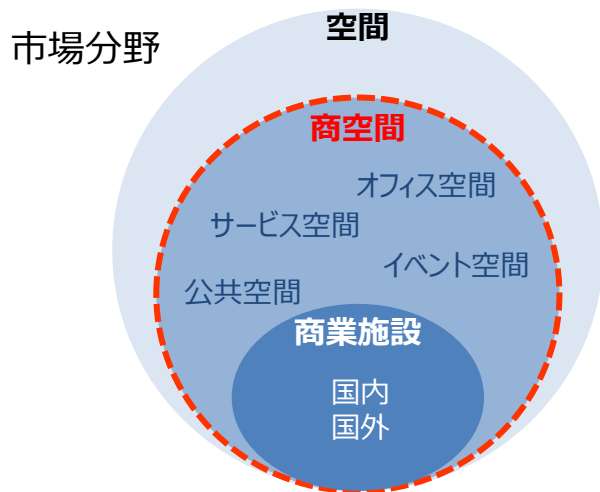 市場分野
空間
商空間
オフィス空間
サービス空間
イベント空間
公共空間
商業施設
国内
国外